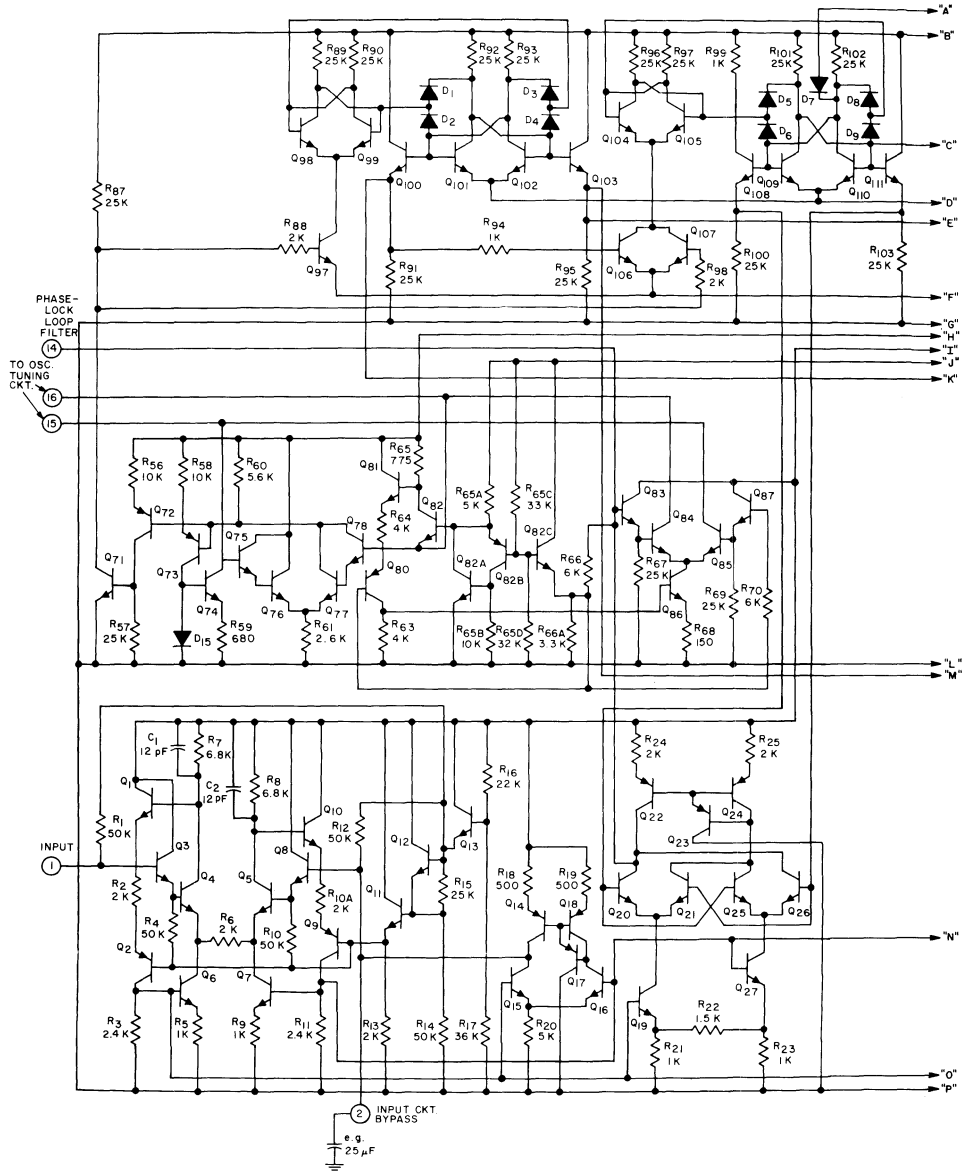 "A"
"B"
R89
25K
R90
25K
R92
25K
R93
25K
R96
25K
R97
25K
R99
1K
R101
25K
D7
R102
25K
D1
D2
D3
D4
D5
D6
D8
D9
"C"
Q98
Q99
Q100
Q101
Q102
Q103
Q104
Q105
Q108
Q109
Q110
Q111
R87
25K
"D"
"E"
R88
2K
Q97
R94
1K
R91
25K
R95
25K
Q106
Q107
R98
2K
R100
25K
R103
25K
"F"
PHASE-
LOCK
LOOP
FILTER
14
"G"
"H"
"I"
"J"
"K"
TO OSC.
TUNING
CKT.
16
15
R56
10K
R58
10K
R60
5.6K
Q81
R65
775
R65A
5K
R65C
33K
Q83
Q87
Q72
Q75
Q78
R64
4K
Q82
Q82C
Q84
Q71
Q73
Q80
Q82A
Q82B
R66
6K
R67
25K
Q85
Q74
Q76
Q77
Q86
R69
25K
R70
6K
R57
25K
D15
R59
680
R61
2.6K
R63
4K
R65B
10K
R65D
32K
R66A
3.3K
R68
150
"L"
"M"
C1
12 pF
R7
6.8K
R8
6.8K
C2
12pF
R16
22 K
R24
2K
R25
2 K
Q1
Q10
R12
50K
Q12
Q13
Q22
Q23
Q24
R1
50K
INPUT
1
Q3
Q4
Q5
Q8
R15
25K
R18
500
R19
500
R2
2K
R4
50K
R6
2K
R10
50K
R10A
2K
Q9
Q11
Q14
Q18
Q20
Q21
Q25
Q26
Q2
Q6
Q7
Q15
Q17
Q16
"N"
Q19
Q27
R22
1.5K
R3
2.4K
R5
1K
R9
1K
R11
2.4K
R13
2K
R14
50K
R17
36K
R20
5K
R21
1K
R23
1K
"O"
"P"
2
INPUT CKT.
BYPASS
e.g.
25µF